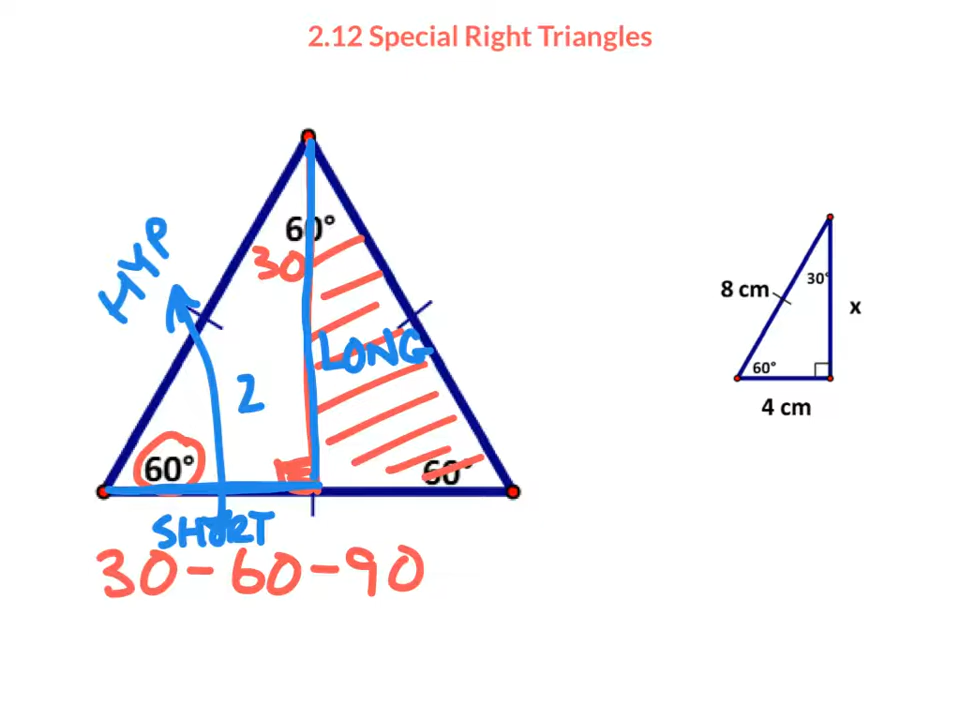 2.12 Special Right Triangles
60°
30
HYP
LONG
2
60°
60°
SHORT
30-60-90
30°
8 cm
x
60°
4 cm